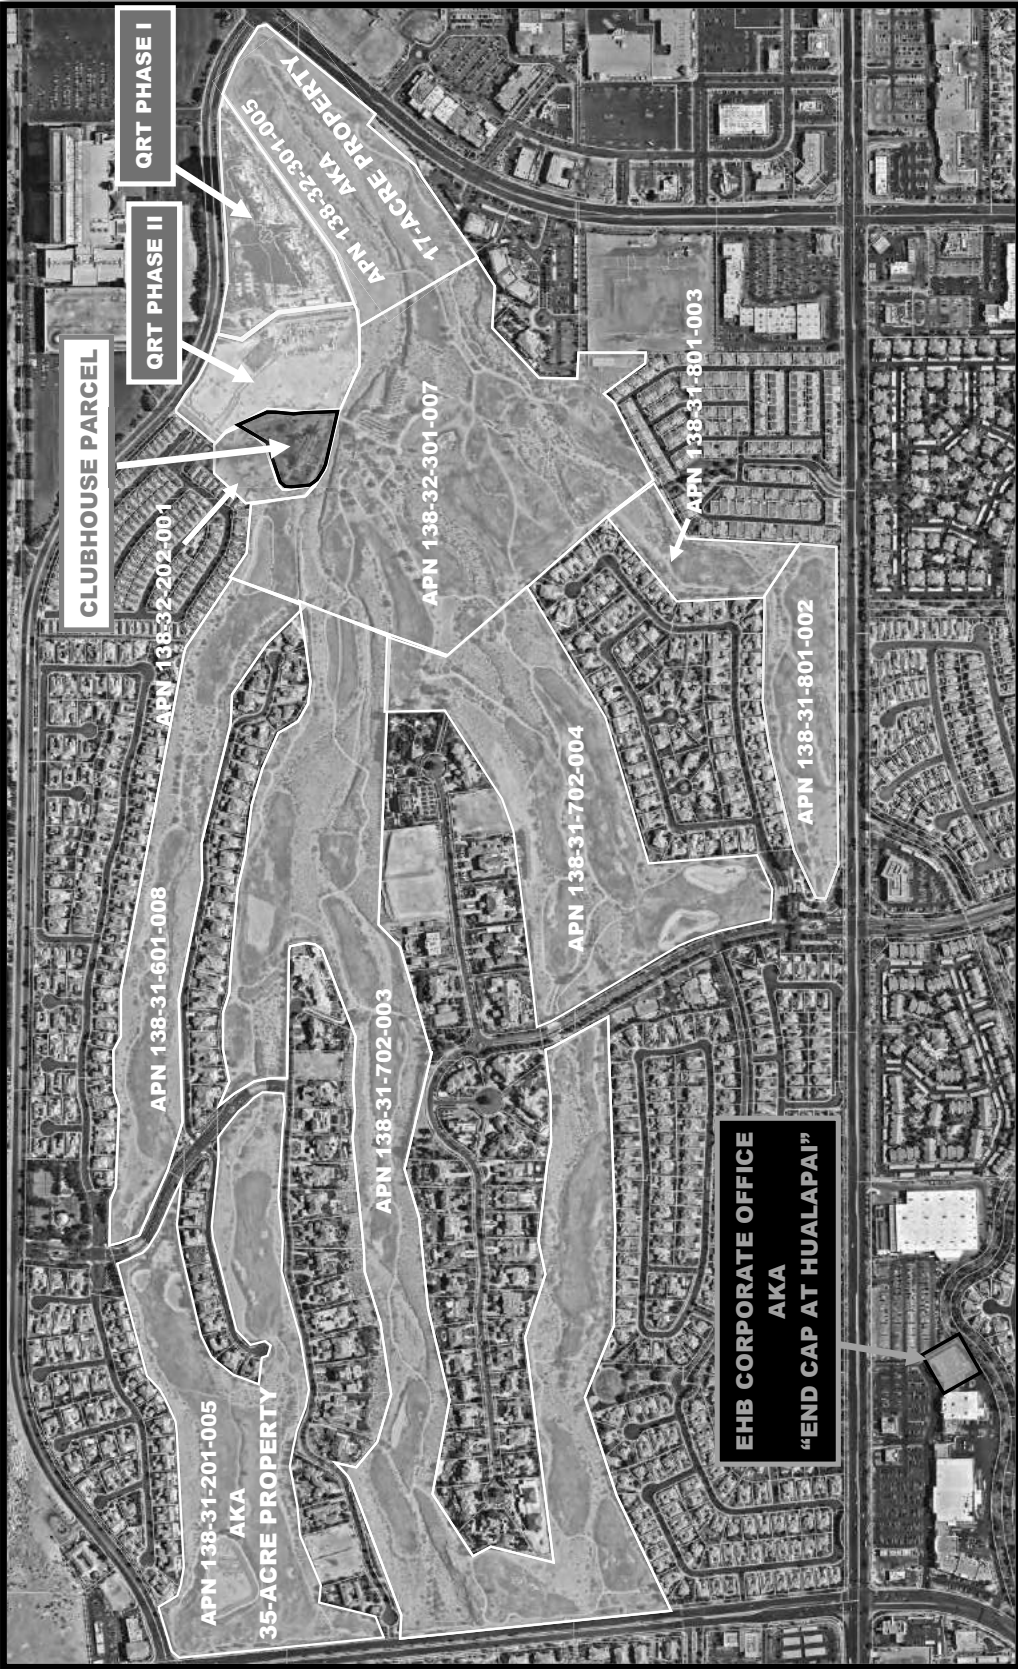 QRT PHASE I
QRT PHASE II
CLUBHOUSE PARCEL
APN 138-32-301-005
AKA
17-ACRE PROPERTY
APN 138-32-202-001
APN 138-32-301-007
APN 138-31-801-003
APN 138-31-801-002
APN 138-31-702-004
APN 138-31-601-008
APN 138-31-702-003
APN 138-31-201-005
AKA
35-ACRE PROPERTY
EHB CORPORATE OFFICE
AKA
“END CAP AT HUALAPAI”